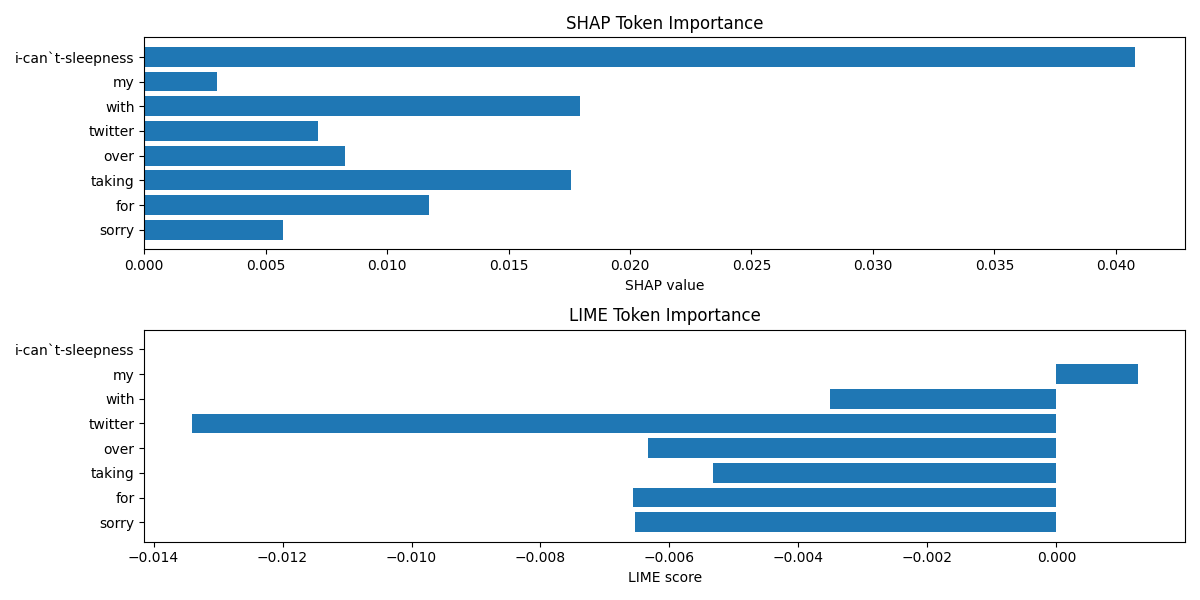 SHAP Token Importance
i-can`t-sleepness
my
with
twitter
over
taking
for
sorry
0.000 0.005 0.010 0.015 0.020 0.025 0.030 0.035 0.040
SHAP value
LIME Token Importance
i-can`t-sleepness
my
with
twitter
over
taking
for
sorry
−0.014 −0.012 −0.010 −0.008 −0.006 −0.004 −0.002 0.000
LIME score